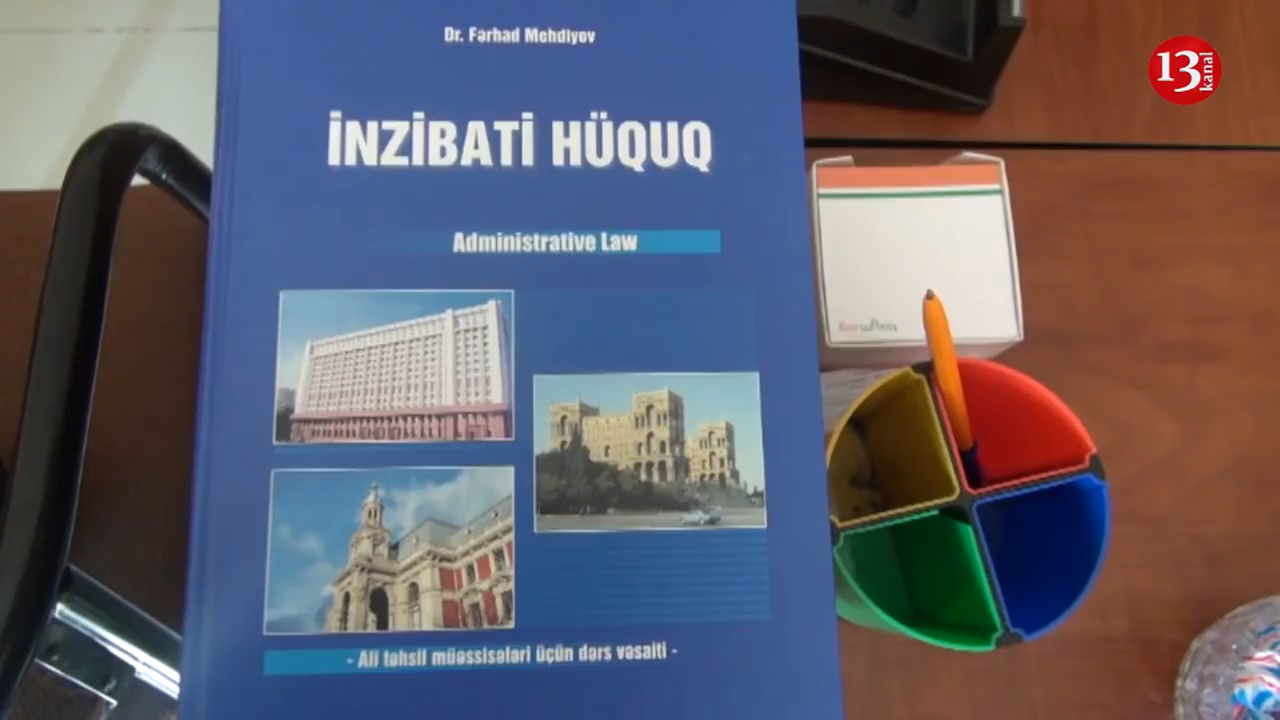 Dr. Fərhad Mehdiyev
İNZİBATİ HÜQUQ
Administrative Law
- Ali təhsil müəssisələri üçün dərs vəsaiti -
13
kanal